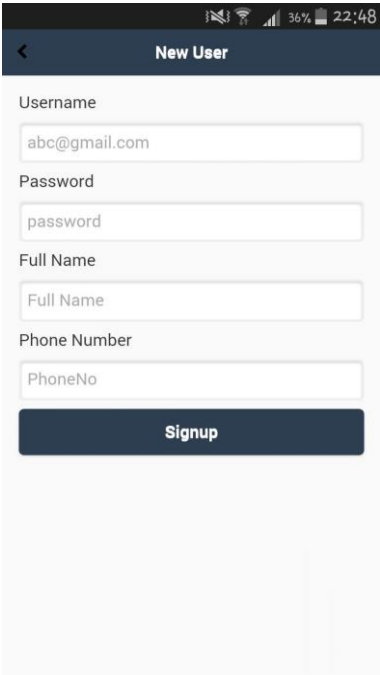 36% 22:48
New User
Username
abc@gmail.com
Password
password
Full Name
Full Name
Phone Number
PhoneNo
Signup